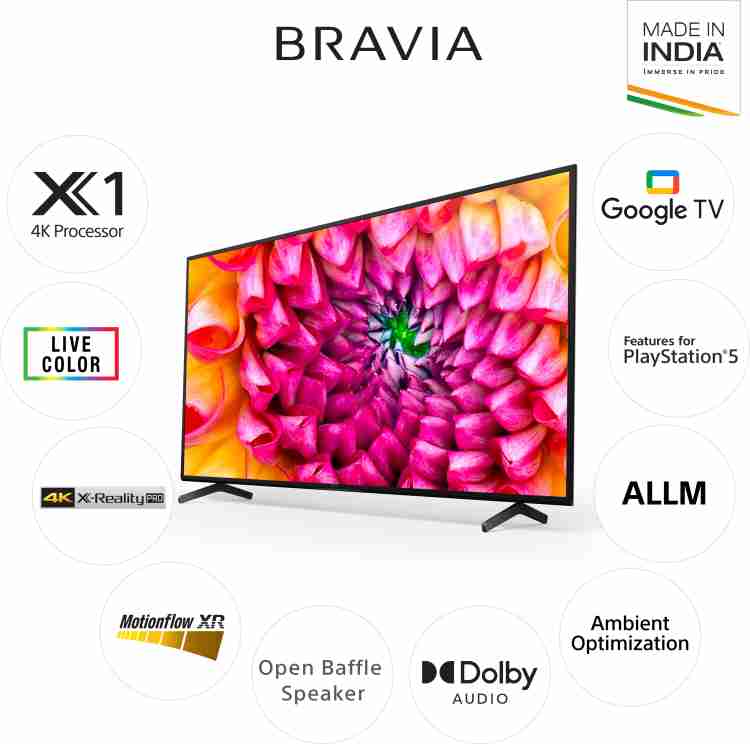 BRAVIA
MADE IN
INDIA
IMMERSE IN PRIDE
X1
4K Processor
Google TV
LIVE
COLOR
Features for
PlayStation®5
4K X-Reality PRO
ALLM
Motionflow XR
Open Baffle
Speaker
Dolby
AUDIO
Ambient
Optimization